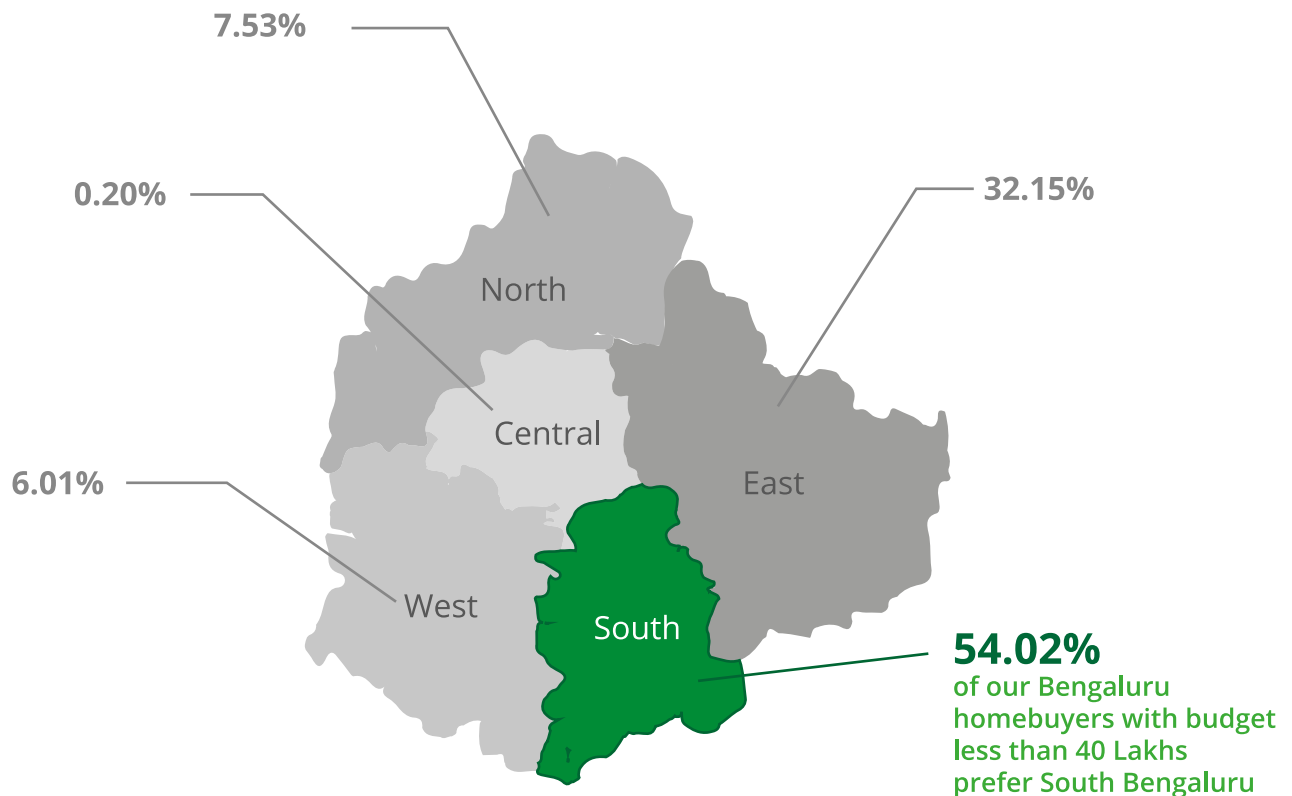 7.53%
0.20%
32.15%
North
Central
6.01%
East
West
South
54.02%
of our Bengaluru
homebuyers with budget
less than 40 Lakhs
prefer South Bengaluru